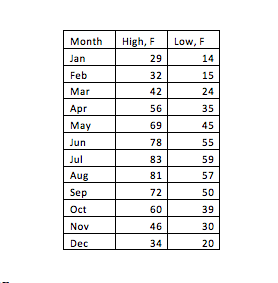 Month High, F Low, F
Jan 29 14
Feb 32 15
Mar 42 24
Apr 56 35
May 69 45
Jun 78 55
Jul 83 59
Aug 81 57
Sep 72 50
Oct 60 39
Nov 46 30
Dec 34 20